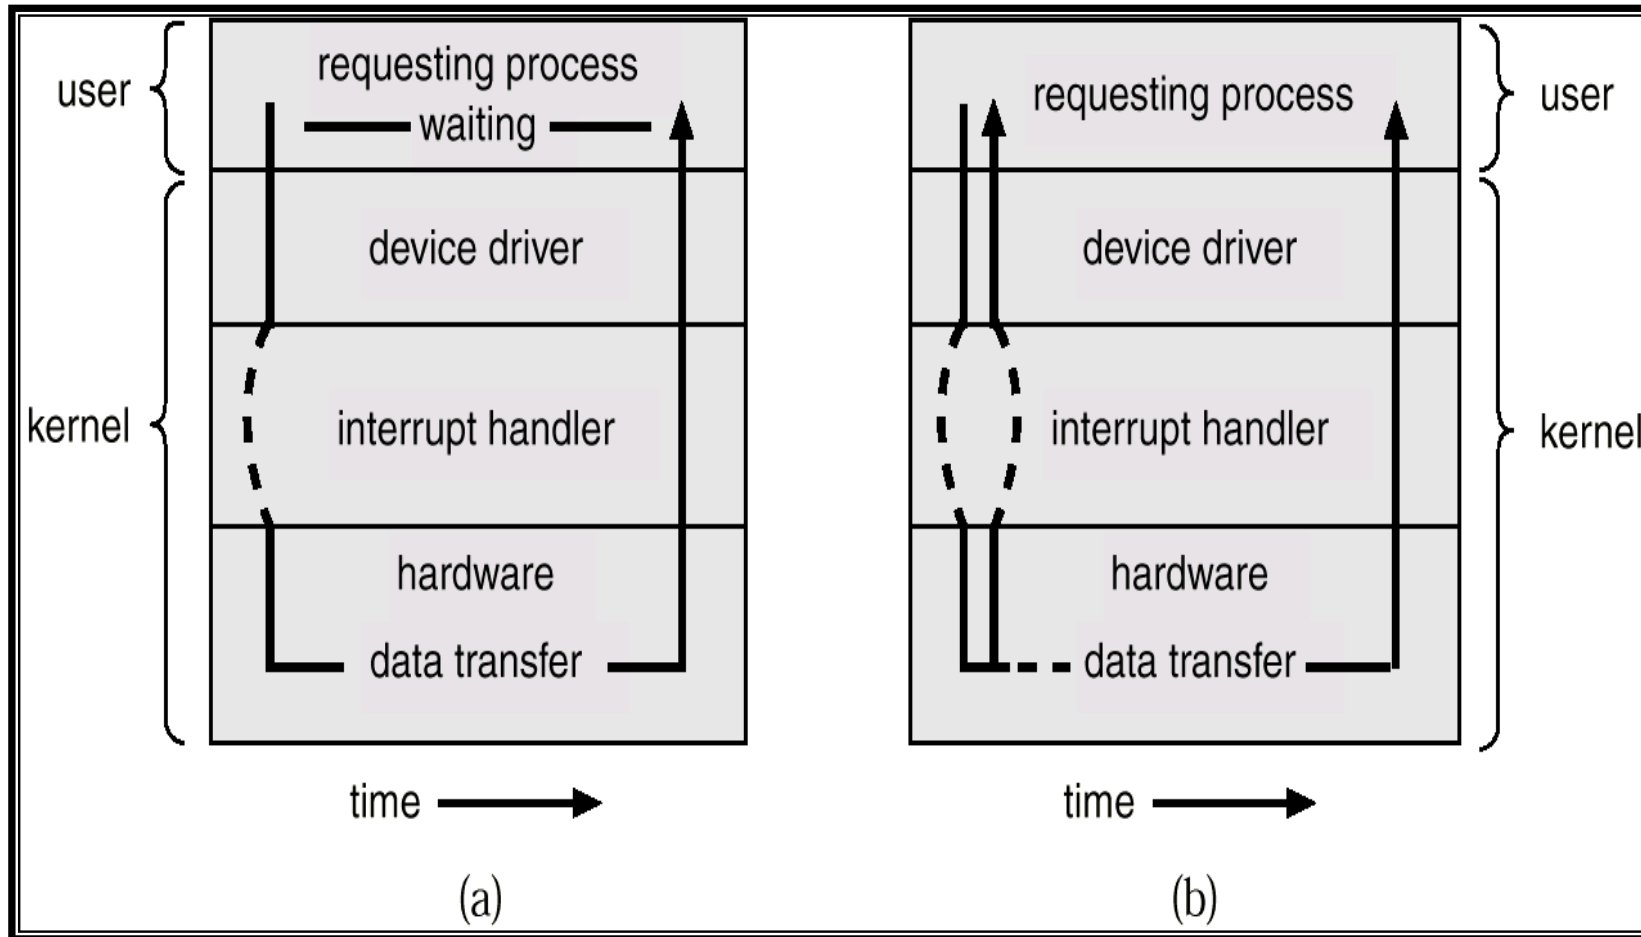 user
requesting process
waiting
device driver
kernel
interrupt handler
hardware
data transfer
time
(a)
requesting process
user
device driver
interrupt handler
kernel
hardware
data transfer
time
(b)